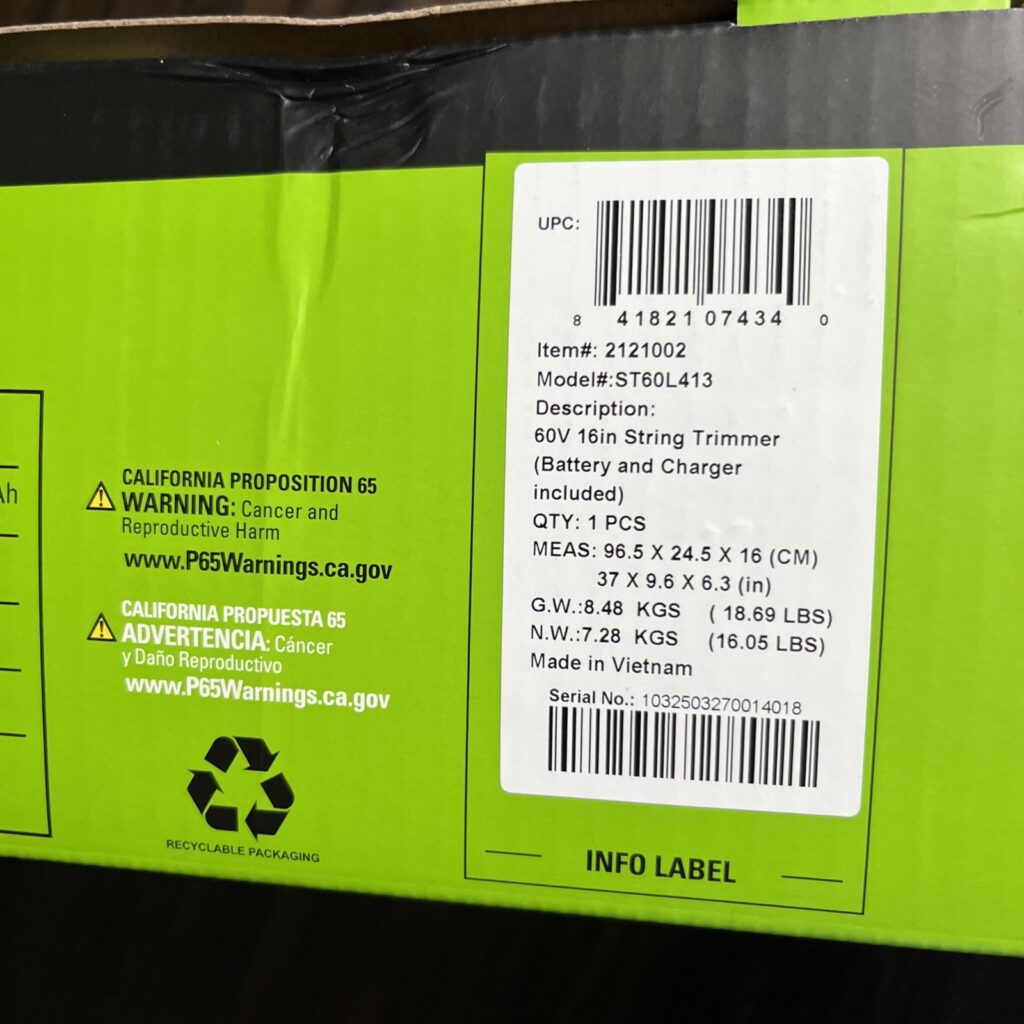 Ah
CALIFORNIA PROPOSITION 65
WARNING: Cancer and
Reproductive Harm
www.P65Warnings.ca.gov
CALIFORNIA PROPUESTA 65
ADVERTENCIA: Cáncer
y Daño Reproductivo
www.P65Warnings.ca.gov
RECYCLABLE PACKAGING
UPC:
8 41821 07434 0
Item#: 2121002
Model#:ST60L413
Description:
60V 16in String Trimmer
(Battery and Charger
included)
QTY: 1 PCS
MEAS: 96.5 X 24.5 X 16 (CM)
37 X 9.6 X 6.3 (in)
G.W.:8.48 KGS ( 18.69 LBS)
N.W.:7.28 KGS (16.05 LBS)
Made in Vietnam
Serial No.: 1032503270014018
INFO LABEL